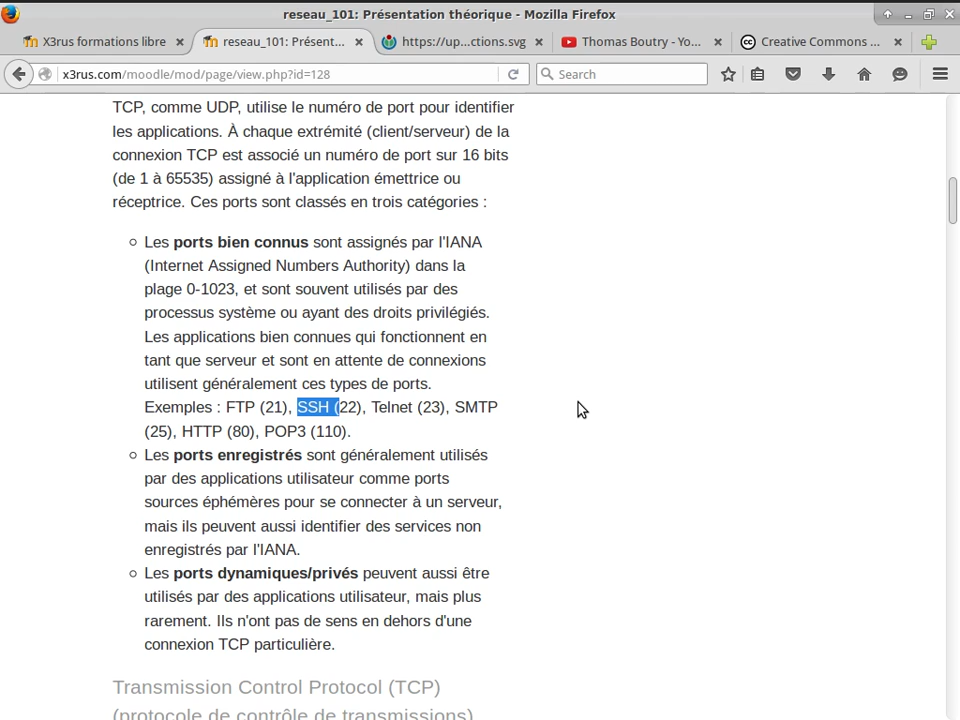 reseau_101: Présentation théorique - Mozilla Firefox
X3rus formations libre
reseau_101: Présent...
https://up...ctions.svg
Thomas Boutry - Yo...
Creative Commons ...
x3rus.com/moodle/mod/page/view.php?id=128
Search
TCP, comme UDP, utilise le numéro de port pour identifier
les applications. À chaque extrémité (client/serveur) de la
connexion TCP est associé un numéro de port sur 16 bits
(de 1 à 65535) assigné à l'application émettrice ou
réceptrice. Ces ports sont classés en trois catégories :
Les ports bien connus sont assignés par l'IANA
(Internet Assigned Numbers Authority) dans la
plage 0-1023, et sont souvent utilisés par des
processus système ou ayant des droits privilégiés.
Les applications bien connues qui fonctionnent en
tant que serveur et sont en attente de connexions
utilisent généralement ces types de ports.
Exemples : FTP (21), SSH (22), Telnet (23), SMTP
(25), HTTP (80), POP3 (110).
Les ports enregistrés sont généralement utilisés
par des applications utilisateur comme ports
sources éphémères pour se connecter à un serveur,
mais ils peuvent aussi identifier des services non
enregistrés par l'IANA.
Les ports dynamiques/privés peuvent aussi être
utilisés par des applications utilisateur, mais plus
rarement. Ils n'ont pas de sens en dehors d'une
connexion TCP particulière.
Transmission Control Protocol (TCP)
(protocole de contrôle de transmissions)